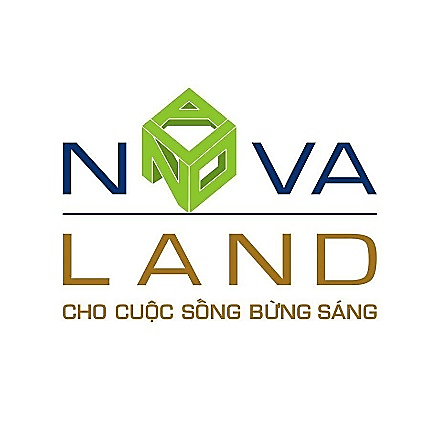 NOVA
LAND
CHO CUỘC SỐNG BỪNG SÁNG